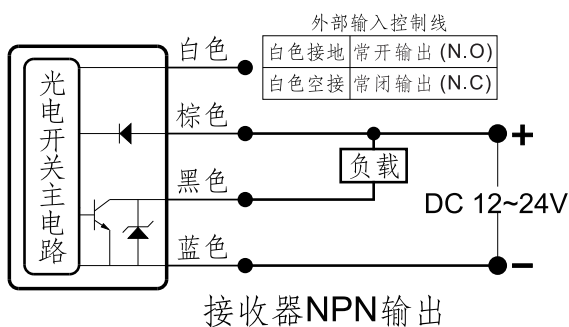 外部输入控制线
白色接地 常开输出 (N.O)
白色空接 常闭输出 (N.C)
白色
光电开关主电路
棕色
+
负载
黑色
DC 12~24V
蓝色
−
接收器NPN输出